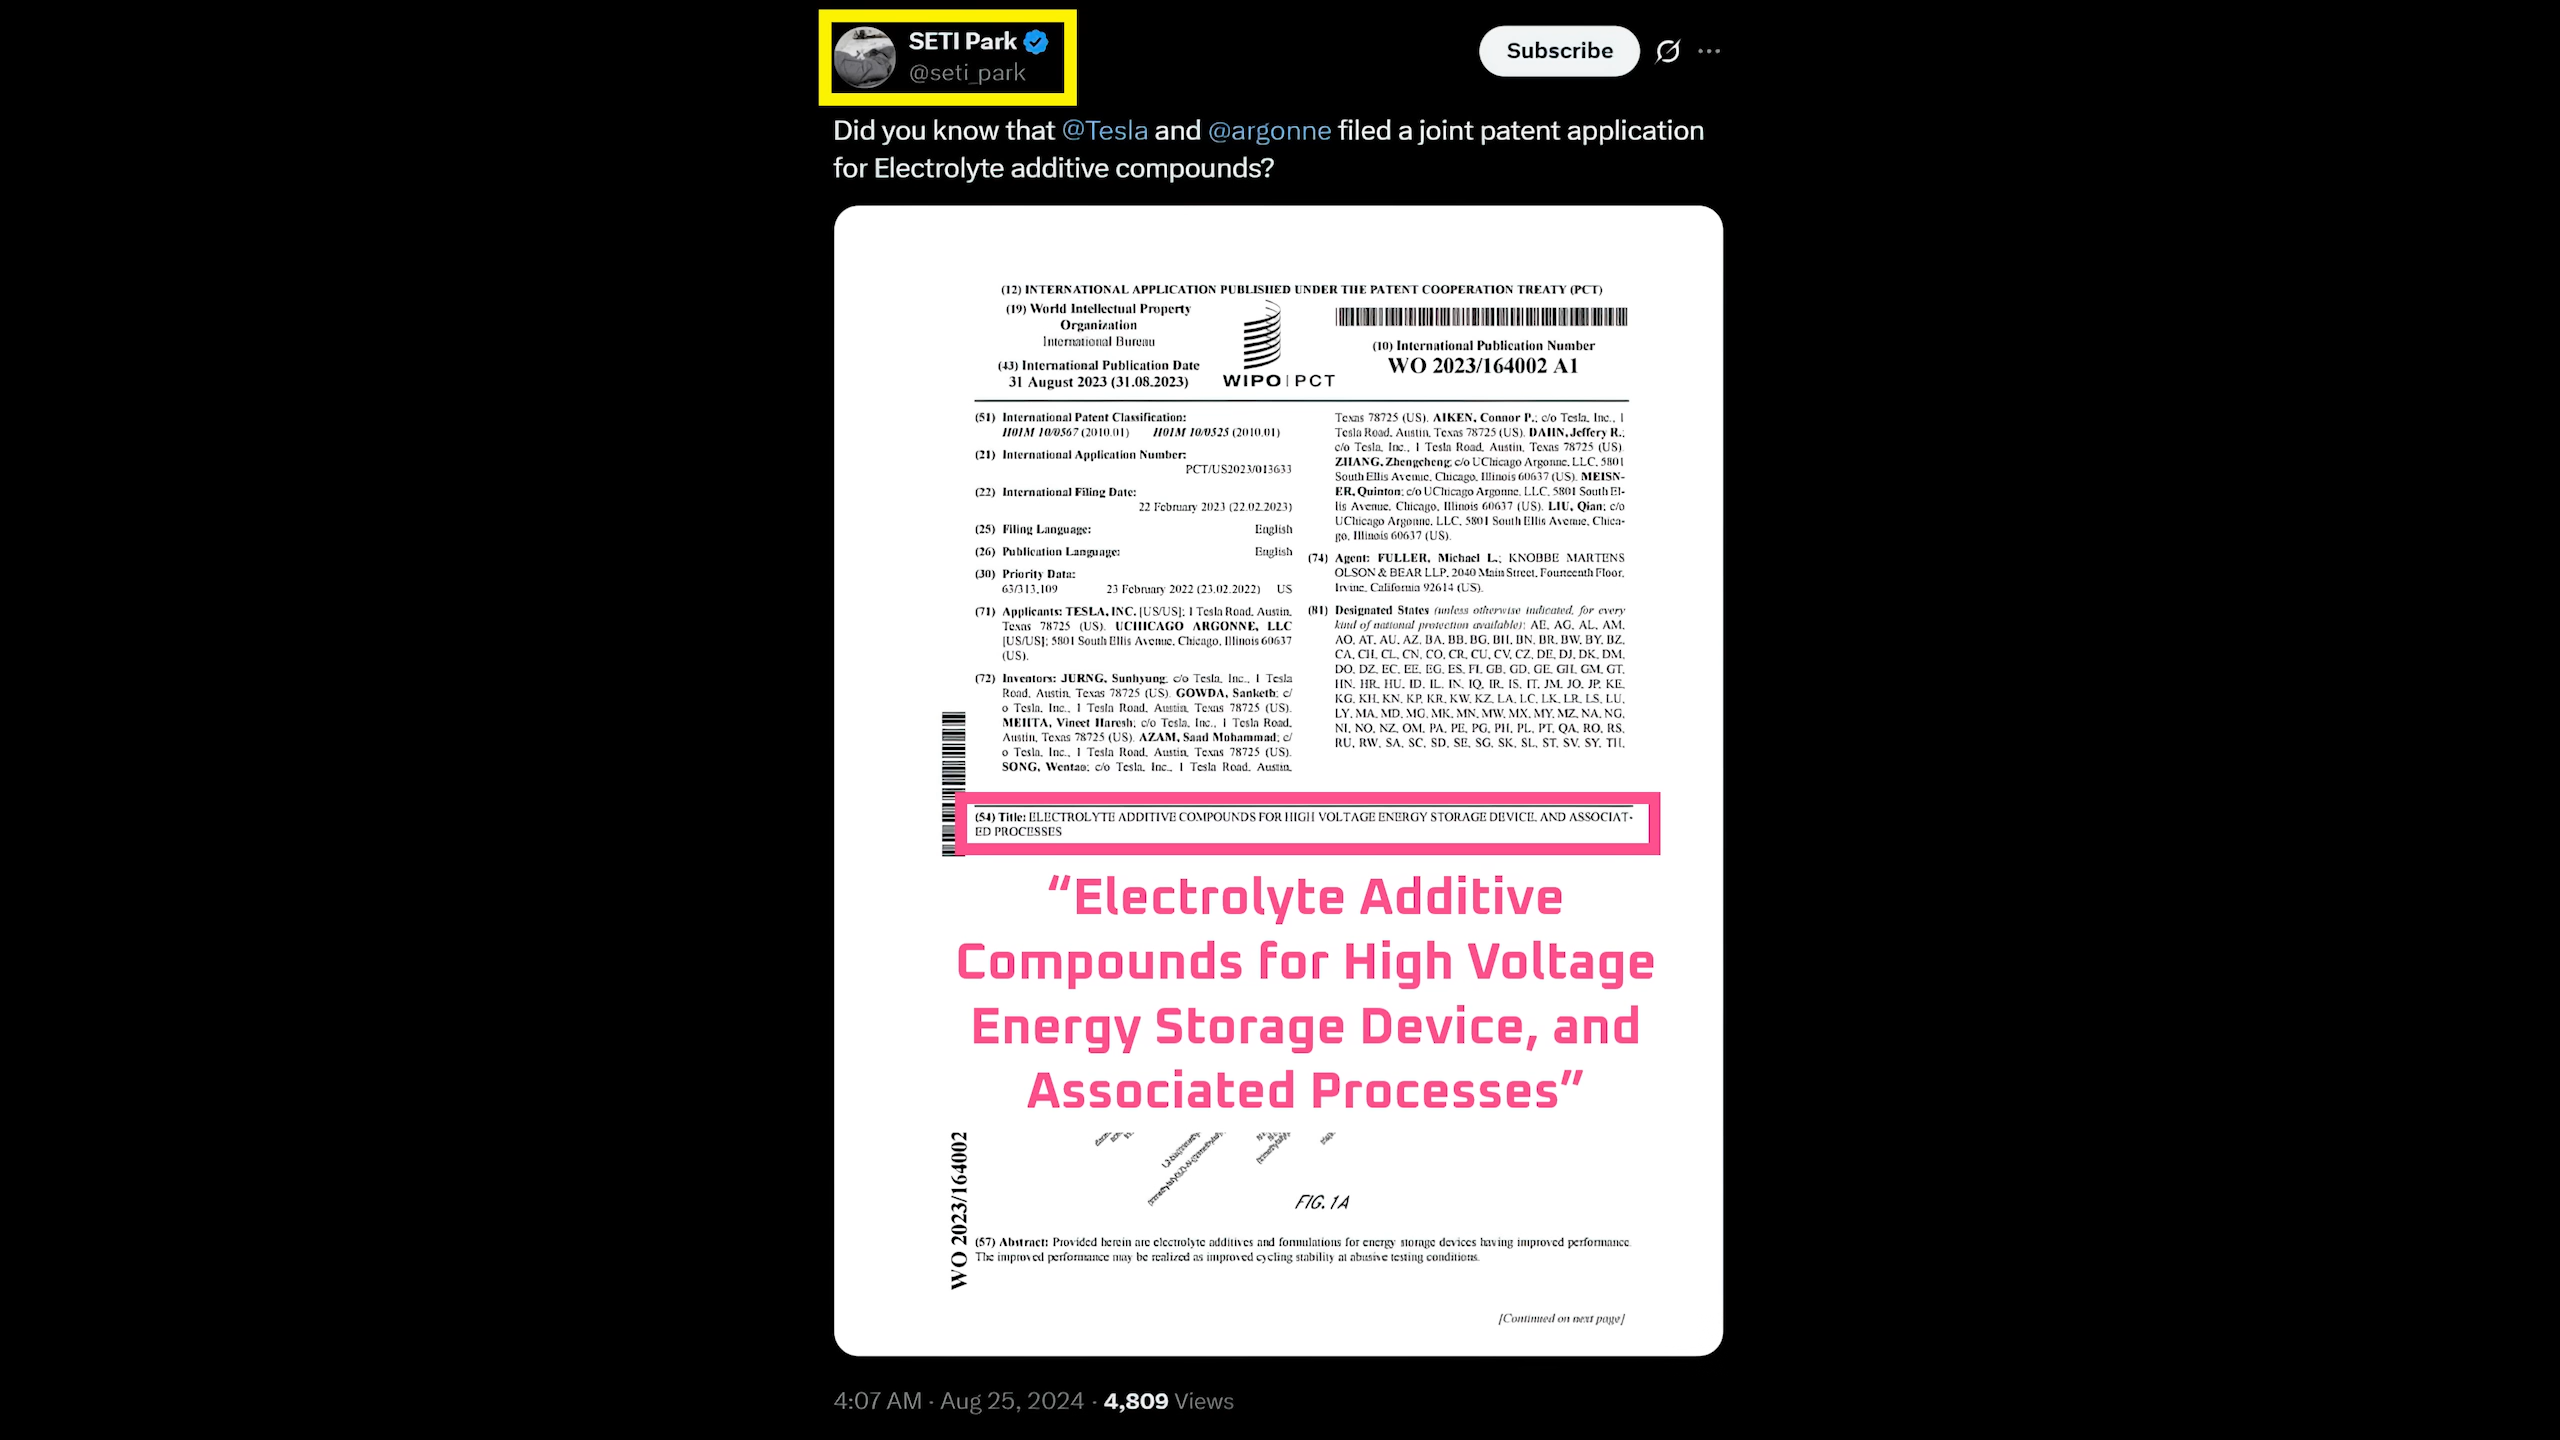 SETI Park
@seti_park
Subscribe
Did you know that @Tesla and @argonne filed a joint patent application
for Electrolyte additive compounds?
(12) INTERNATIONAL APPLICATION PUBLISHED UNDER THE PATENT COOPERATION TREATY (PCT)
(19) World Intellectual Property
Organization
International Bureau
(43) International Publication Date
31 August 2023 (31.08.2023)
WIPO | PCT
(10) International Publication Number
WO 2023/164002 A1
(51) International Patent Classification:
H01M 10/0567 (2010.01) H01M 10/0525 (2010.01)
(21) International Application Number:
PCT/US2023/013633
(22) International Filing Date:
22 February 2023 (22.02.2023)
(25) Filing Language: English
(26) Publication Language: English
(30) Priority Data:
63/313,109 23 February 2022 (23.02.2022) US
(71) Applicants: TESLA, INC. [US/US]; 1 Tesla Road, Austin,
Texas 78725 (US). UCHICAGO ARGONNE, LLC
[US/US]; 5801 South Ellis Avenue, Chicago, Illinois 60637
(US).
(72) Inventors: JURNG, Sunhyung; c/o Tesla, Inc., 1 Tesla
Road, Austin, Texas 78725 (US). GOWDA, Sanketh; c/
o Tesla, Inc., 1 Tesla Road, Austin, Texas 78725 (US).
MEHTA, Vineet Haresh; c/o Tesla, Inc., 1 Tesla Road,
Austin, Texas 78725 (US). AZAM, Saad Mohammad; c/
o Tesla, Inc., 1 Tesla Road, Austin, Texas 78725 (US).
SONG, Wentao; c/o Tesla, Inc., 1 Tesla Road, Austin,
Texas 78725 (US). AIKEN, Connor P.; c/o Tesla, Inc., 1
Tesla Road, Austin, Texas 78725 (US). DAHN, Jeffery R.;
c/o Tesla, Inc., 1 Tesla Road, Austin, Texas 78725 (US).
ZHANG, Zhengcheng; c/o UChicago Argonne, LLC, 5801
South Ellis Avenue, Chicago, Illinois 60637 (US). MEISN-
ER, Quinton; c/o UChicago Argonne, LLC, 5801 South El-
lis Avenue, Chicago, Illinois 60637 (US). LIU, Qian; c/o
UChicago Argonne, LLC, 5801 South Ellis Avenue, Chica-
go, Illinois 60637 (US).
(74) Agent: FULLER, Michael L.; KNOBBE MARTENS
OLSON & BEAR LLP, 2040 Main Street, Fourteenth Floor,
Irvine, California 92614 (US).
(81) Designated States (unless otherwise indicated, for every
kind of national protection available): AE, AG, AL, AM,
AO, AT, AU, AZ, BA, BB, BG, BH, BN, BR, BW, BY, BZ,
CA, CH, CL, CN, CO, CR, CU, CV, CZ, DE, DJ, DK, DM,
DO, DZ, EC, EE, EG, ES, FI, GB, GD, GE, GH, GM, GT,
HN, HR, HU, ID, IL, IN, IQ, IR, IS, IT, JM, JO, JP, KE,
KG, KH, KN, KP, KR, KW, KZ, LA, LC, LK, LR, LS, LU,
LY, MA, MD, MG, MK, MN, MW, MX, MY, MZ, NA, NG,
NI, NO, NZ, OM, PA, PE, PG, PH, PL, PT, QA, RO, RS,
RU, RW, SA, SC, SD, SE, SG, SK, SL, ST, SV, SY, TH,
(54) Title: ELECTROLYTE ADDITIVE COMPOUNDS FOR HIGH VOLTAGE ENERGY STORAGE DEVICE, AND ASSOCIAT-
ED PROCESSES
“Electrolyte Additive
Compounds for High Voltage
Energy Storage Device, and
Associated Processes”
FIG. 1A
WO 2023/164002
(57) Abstract: Provided herein are electrolyte additives and formulations for energy storage devices having improved performance.
The improved performance may be realized as improved cycling stability at abusive testing conditions.
[Continued on next page]
4:07 AM · Aug 25, 2024 · 4,809 Views